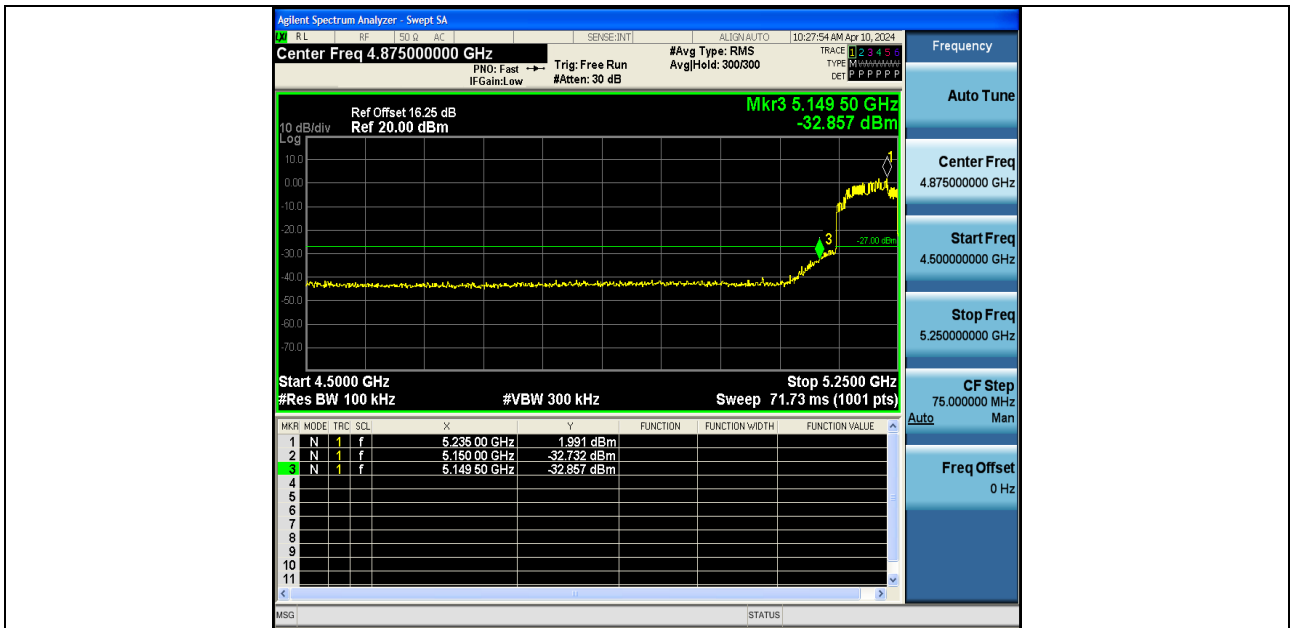 Agilent Spectrum Analyzer - Swept SA
LXI RL RF 50 Ω AC SENSE:INT ALIGNAUTO 10:27:54 AM Apr 10, 2024
Center Freq 4.875000000 GHz
PNO: Fast
IFGain:Low
Trig: Free Run
#Atten: 30 dB
#Avg Type: RMS
Avg|Hold: 300/300
TRACE 1 2 3 4 5 6
TYPE M
DET P P P P P P
Mkr3 5.149 50 GHz
-32.857 dBm
Ref Offset 16.25 dB
10 dB/div Ref 20.00 dBm
Log
10.0
0.00
-10.0
-20.0
-30.0
-40.0
-50.0
-60.0
-70.0
1
3
-27.00 dBm
Start 4.5000 GHz Stop 5.2500 GHz
#Res BW 100 kHz #VBW 300 kHz Sweep 71.73 ms (1001 pts)
MKR MODE TRC SCL X Y FUNCTION FUNCTION WIDTH FUNCTION VALUE
1 N 1 f 5.235 00 GHz 1.991 dBm
2 N 1 f 5.150 00 GHz -32.732 dBm
3 N 1 f 5.149 50 GHz -32.857 dBm
4
5
6
7
8
9
10
11
MSG STATUS
Frequency
Auto Tune
Center Freq
4.875000000 GHz
Start Freq
4.500000000 GHz
Stop Freq
5.250000000 GHz
CF Step
75.000000 MHz
Auto Man
Freq Offset
0 Hz